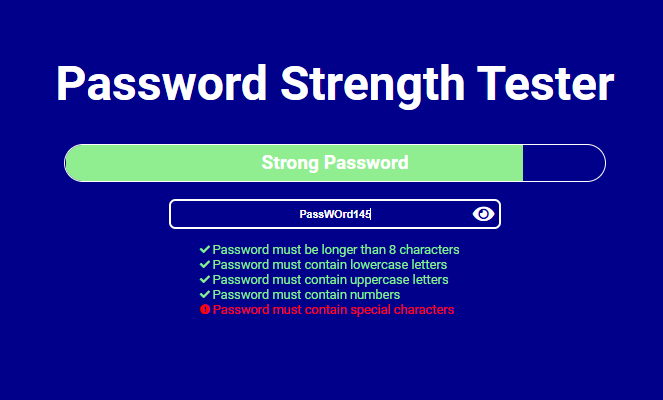 Password Strength Tester
Strong Password
PassWOrd145
Password must be longer than 8 characters
Password must contain lowercase letters
Password must contain uppercase letters
Password must contain numbers
Password must contain special characters